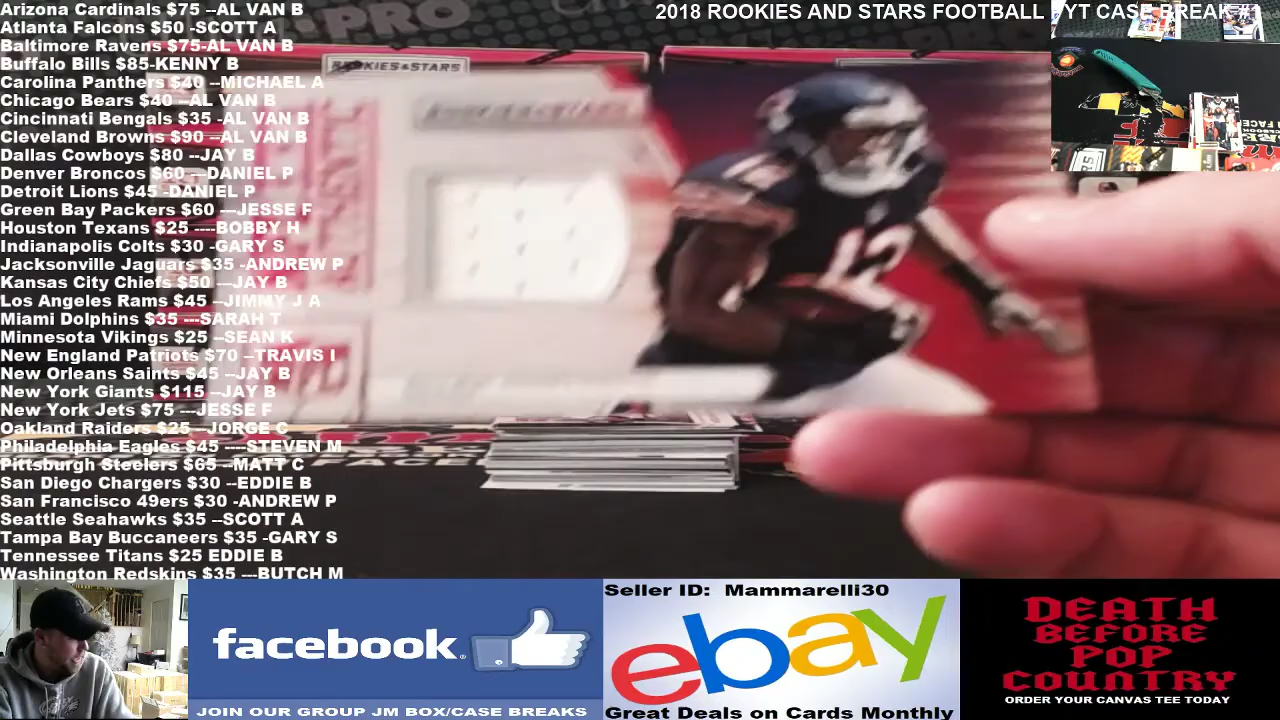 Arizona Cardinals $75 --AL VAN B
Atlanta Falcons $50 -SCOTT A
Baltimore Ravens $75-AL VAN B
Buffalo Bills $85-KENNY B
Carolina Panthers $40 --MICHAEL A
Chicago Bears $40 --AL VAN B
Cincinnati Bengals $35 -AL VAN B
Cleveland Browns $90 --AL VAN B
Dallas Cowboys $80 --JAY B
Denver Broncos $60 ---DANIEL P
Detroit Lions $45 -DANIEL P
Green Bay Packers $60 ---JESSE F
Houston Texans $25 ----BOBBY H
Indianapolis Colts $30 -GARY S
Jacksonville Jaguars $35 -ANDREW P
Kansas City Chiefs $50 ---JAY B
Los Angeles Rams $45 --JIMMY J A
Miami Dolphins $35 ---SARAH T
Minnesota Vikings $25 --SEAN K
New England Patriots $70 --TRAVIS I
New Orleans Saints $45 --JAY B
New York Giants $115 --JAY B
New York Jets $75 ---JESSE F
Oakland Raiders $25 --JORGE C
Philadelphia Eagles $45 ----STEVEN M
Pittsburgh Steelers $65 --MATT C
San Diego Chargers $30 --EDDIE B
San Francisco 49ers $30 -ANDREW P
Seattle Seahawks $35 --SCOTT A
Tampa Bay Buccaneers $35 -GARY S
Tennessee Titans $25 EDDIE B
Washington Redskins $35 ---BUTCH M
2018 ROOKIES AND STARS FOOTBALL PYT CASE BREAK #1
PRO
ROOKIES & STARS
12
12
FACE
facebook
JOIN OUR GROUP JM BOX/CASE BREAKS
Seller ID: Mammarelli30
ebay
Great Deals on Cards Monthly
DEATH
BEFORE
POP
COUNTRY
ORDER YOUR CANVAS TEE TODAY